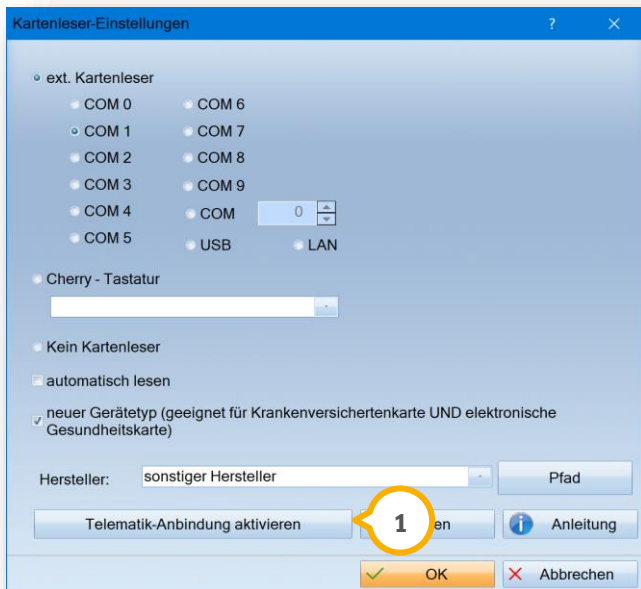 Kartenleser-Einstellungen ? ×
ext. Kartenleser
COM 0 COM 6
COM 1 COM 7
COM 2 COM 8
COM 3 COM 9
COM 4 COM 0
COM 5 USB LAN
Cherry - Tastatur
Kein Kartenleser
automatisch lesen
neuer Gerätetyp (geeignet für Krankenversichertenkarte UND elektronische
Gesundheitskarte)
Hersteller: sonstiger Hersteller Pfad
Telematik-Anbindung aktivieren 1 en Anleitung
OK Abbrechen